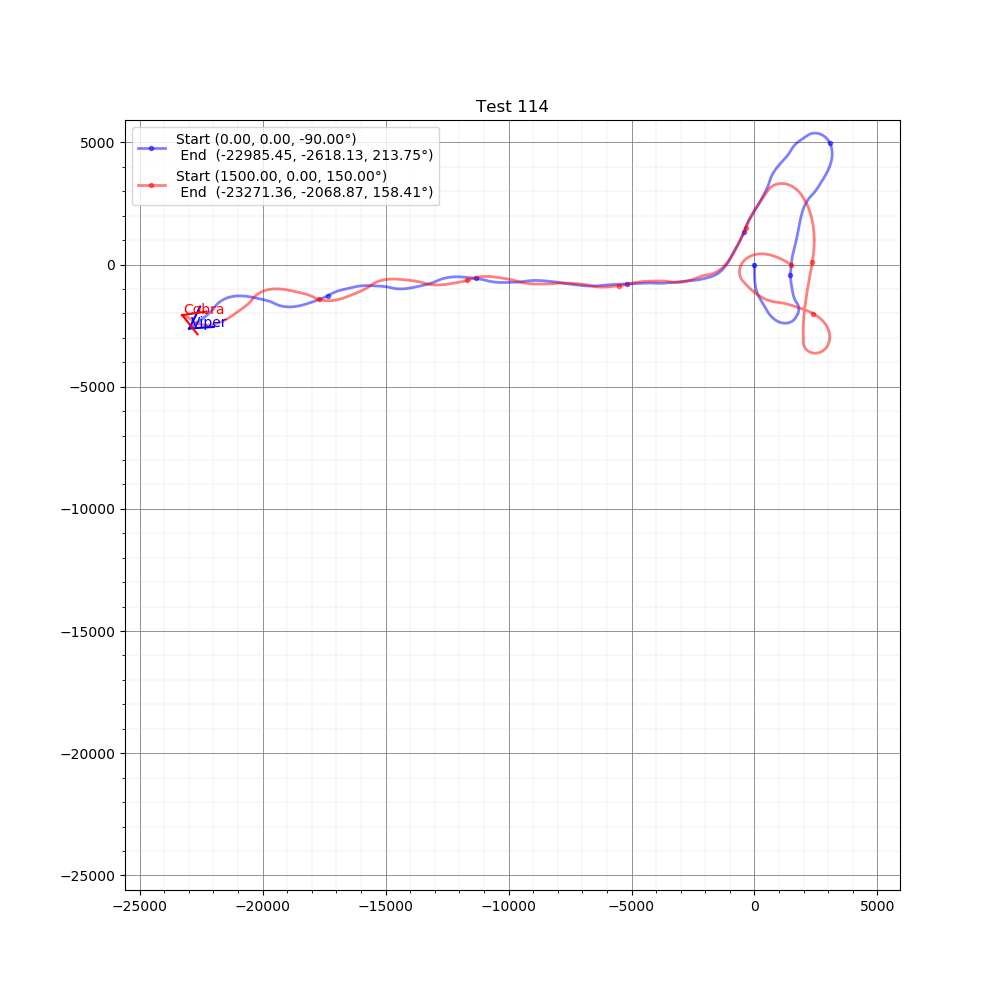 Test 114
Start (0.00, 0.00, -90.00°)
End (-22985.45, -2618.13, 213.75°)
Start (1500.00, 0.00, 150.00°)
End (-23271.36, -2068.87, 158.41°)
5000
0
−5000
−10000
−15000
−20000
−25000
Cobra
Viper
−25000 −20000 −15000 −10000 −5000 0 5000